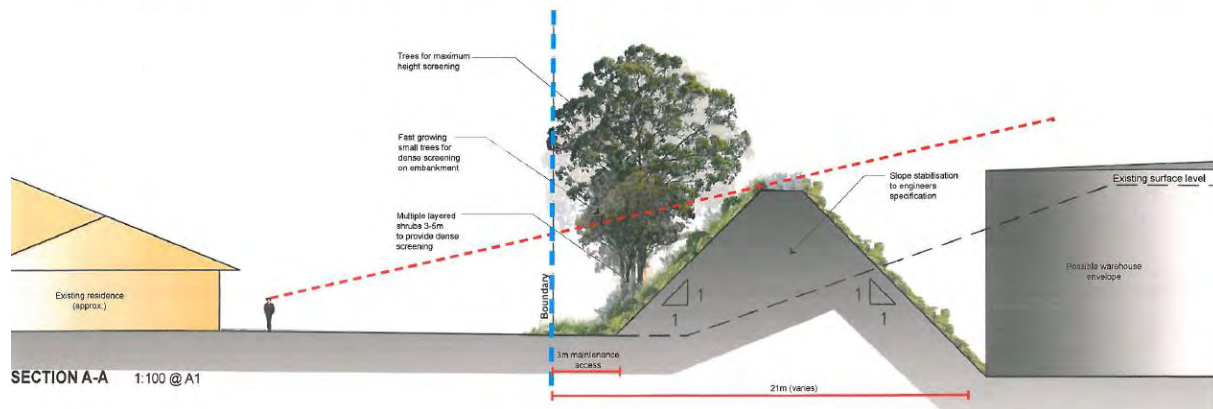 Trees for maximum
height screening
Fast growing
small trees for
dense screening
on embankment
Multiple layered
shrubs 3-5m
to provide dense
screening
Slope stabilisation
to engineers
specification
Existing surface level
Possible warehouse
envelope
Existing residence
(approx.)
Boundary
1
1
1
1
3m maintenance
access
SECTION A-A 1:100 @ A1
21m (varies)